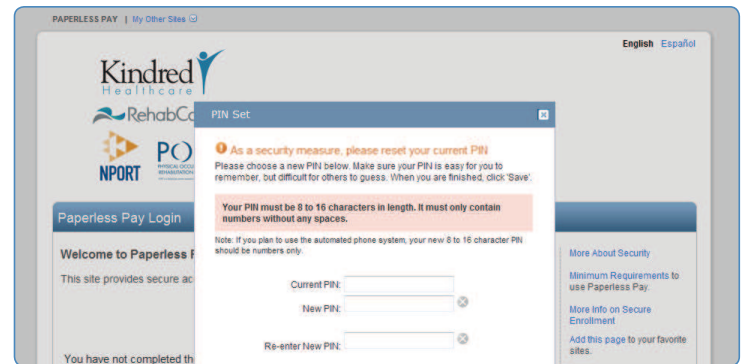 PAPERLESS PAY | My Other Sites
English Español
Kindred
Healthcare
RehabCa
NPORT
PO
PIN Set
As a security measure, please reset your current PIN
Please choose a new PIN below. Make sure your PIN is easy for you to
remember, but difficult for others to guess. When you are finished, click 'Save'.
Your PIN must be 8 to 16 characters in length. It must only contain
numbers without any spaces.
Note: If you plan to use the automated phone system, your new 8 to 16 character PIN
should be numbers only.
Current PIN:
New PIN:
Re-enter New PIN:
Paperless Pay Login
Welcome to Paperless P
This site provides secure ac
You have not completed th
More About Security
Minimum Requirements to
use Paperless Pay.
More Info on Secure
Enrollment
Add this page to your favorite
sites.